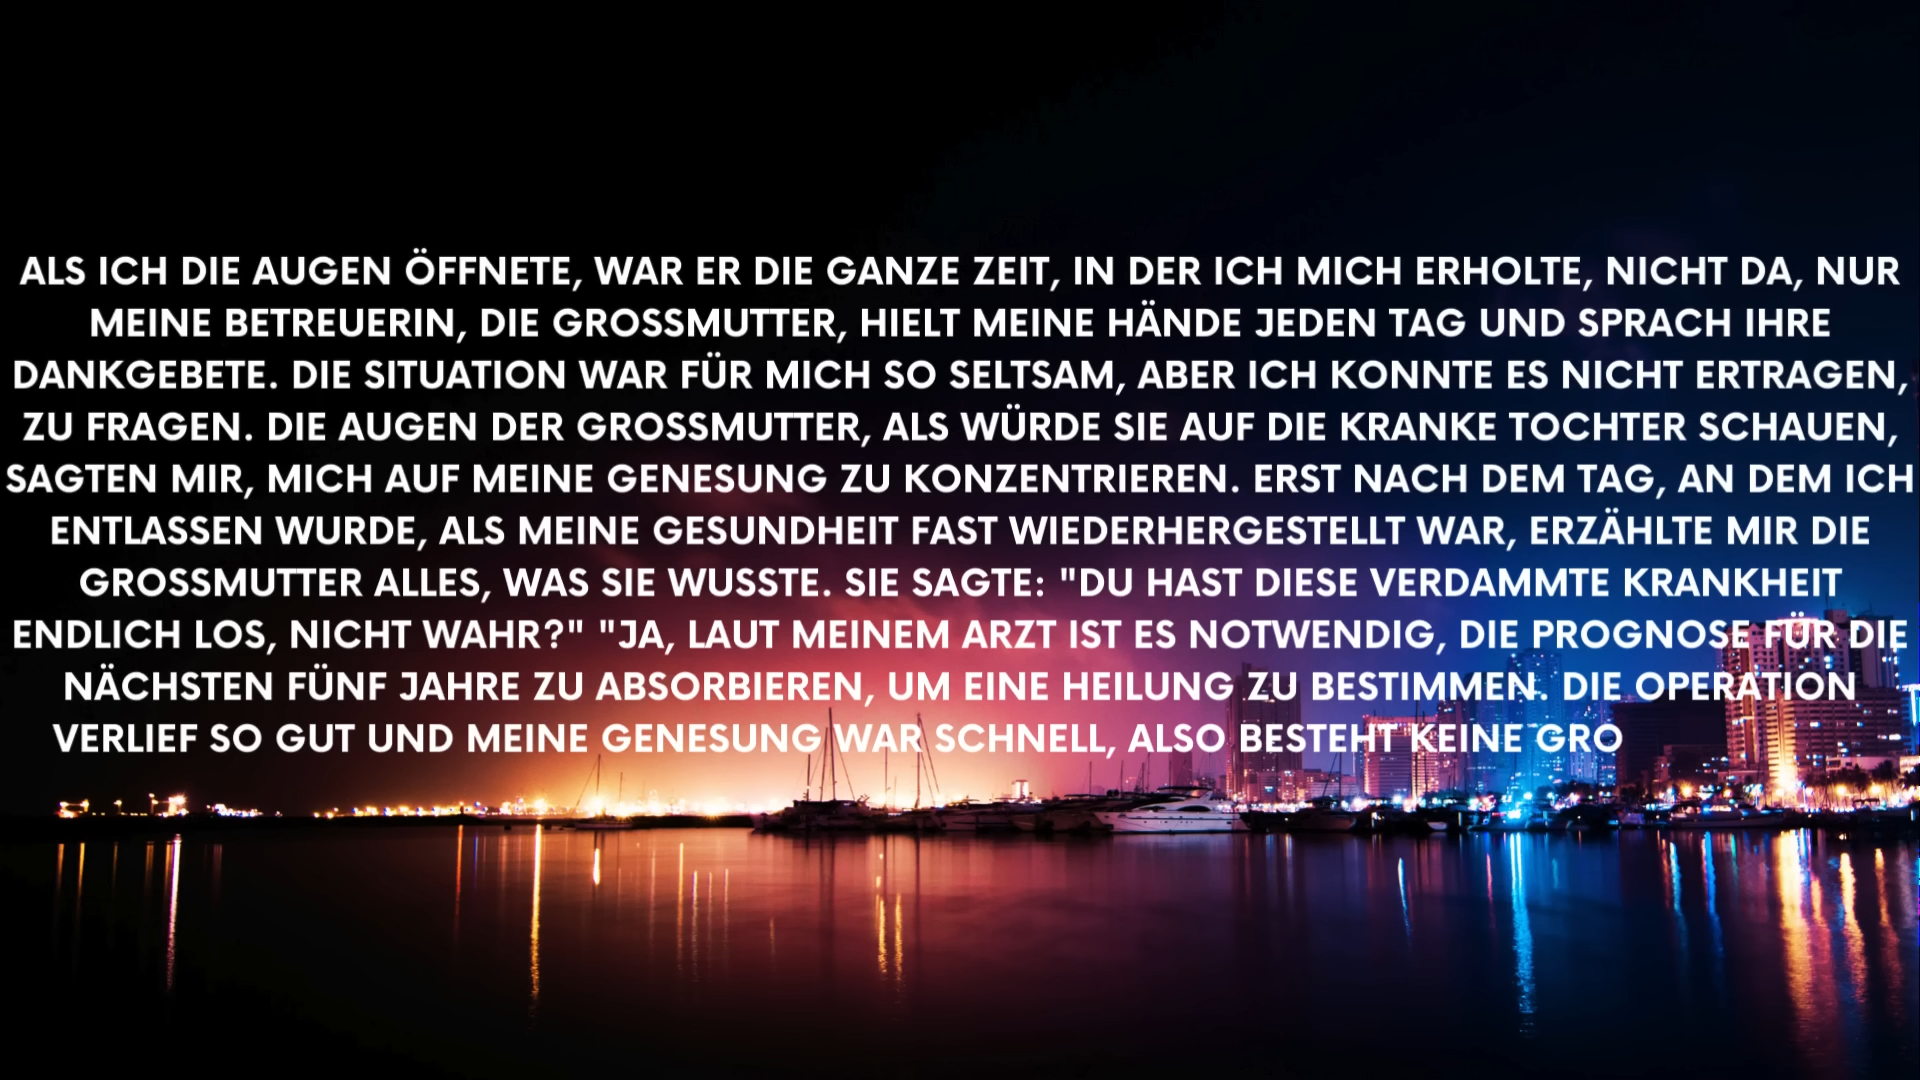 ALS ICH DIE AUGEN ÖFFNETE, WAR ER DIE GANZE ZEIT, IN DER ICH MICH ERHOLTE, NICHT DA, NUR
MEINE BETREUERIN, DIE GROSSMUTTER, HIELT MEINE HÄNDE JEDEN TAG UND SPRACH IHRE
DANKGEBETE. DIE SITUATION WAR FÜR MICH SO SELTSAM, ABER ICH KONNTE ES NICHT ERTRAGEN,
ZU FRAGEN. DIE AUGEN DER GROSSMUTTER, ALS WÜRDE SIE AUF DIE KRANKE TOCHTER SCHAUEN,
SAGTEN MIR, MICH AUF MEINE GENESUNG ZU KONZENTRIEREN. ERST NACH DEM TAG, AN DEM ICH
ENTLASSEN WURDE, ALS MEINE GESUNDHEIT FAST WIEDERHERGESTELLT WAR, ERZÄHLTE MIR DIE
GROSSMUTTER ALLES, WAS SIE WUSSTE. SIE SAGTE: "DU HAST DIESE VERDAMMTE KRANKHEIT
ENDLICH LOS, NICHT WAHR?" "JA, LAUT MEINEM ARZT IST ES NOTWENDIG, DIE PROGNOSE FÜR DIE
NÄCHSTEN FÜNF JAHRE ZU ABSORBIEREN, UM EINE HEILUNG ZU BESTIMMEN. DIE OPERATION
VERLIEF SO GUT UND MEINE GENESUNG WAR SCHNELL, ALSO BESTEHT KEINE GRO